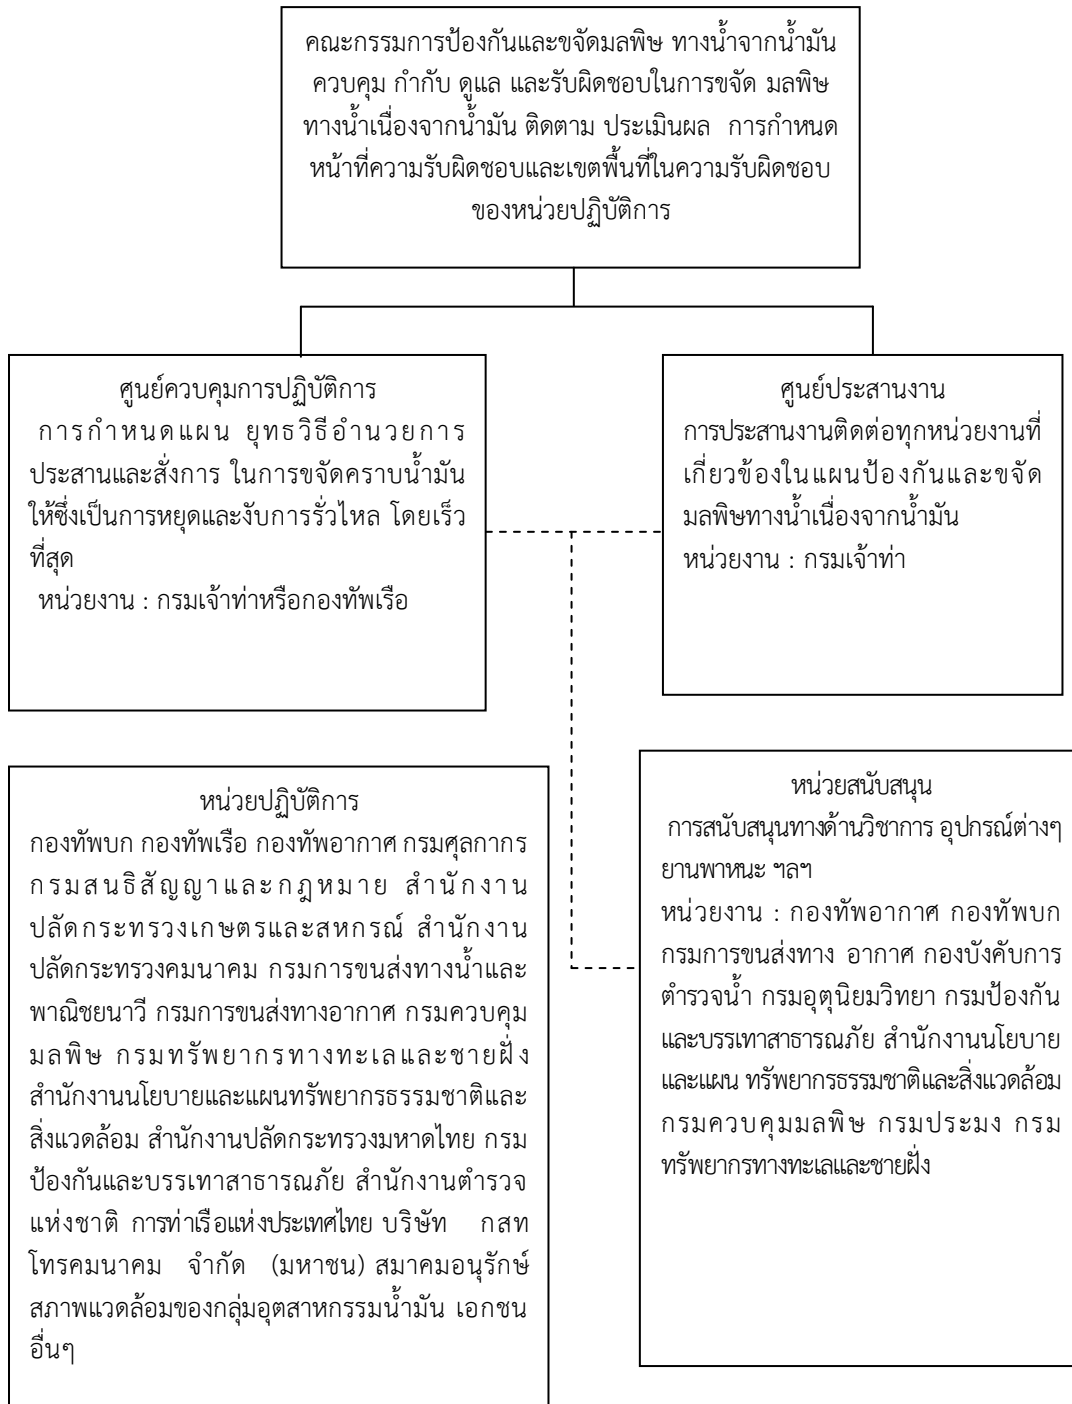 คณะกรรมการป้องกันและขจัดมลพิษ ทางน้ำจากน้ำมัน
ควบคุม กำกับ ดูแล และรับผิดชอบในการขจัด มลพิษ
ทางน้ำเนื่องจากน้ำมัน ติดตาม ประเมินผล การกำหนด
หน้าที่ความรับผิดชอบและเขตพื้นที่ในความรับผิดชอบ
ของหน่วยปฏิบัติการ
ศูนย์ควบคุมการปฏิบัติการ
การกำหนดแผน ยุทธวิธีอำนวยการ
ประสานและสั่งการ ในการขจัดคราบน้ำมัน
ให้ซึ่งเป็นการหยุดและงับการรั่วไหล โดยเร็ว
ที่สุด
หน่วยงาน : กรมเจ้าท่าหรือกองทัพเรือ
ศูนย์ประสานงาน
การประสานงานติดต่อทุกหน่วยงานที่
เกี่ยวข้องในแผนป้องกันและขจัด
มลพิษทางน้ำเนื่องจากน้ำมัน
หน่วยงาน : กรมเจ้าท่า
หน่วยปฏิบัติการ
กองทัพบก กองทัพเรือ กองทัพอากาศ กรมศุลกากร
กรมสนธิสัญญาและกฎหมาย สำนักงาน
ปลัดกระทรวงเกษตรและสหกรณ์ สำนักงาน
ปลัดกระทรวงคมนาคม กรมการขนส่งทางน้ำและ
พาณิชยนาวี กรมการขนส่งทางอากาศ กรมควบคุม
มลพิษ กรมทรัพยากรทางทะเลและชายฝั่ง
สำนักงานนโยบายและแผนทรัพยากรธรรมชาติและ
สิ่งแวดล้อม สำนักงานปลัดกระทรวงมหาดไทย กรม
ป้องกันและบรรเทาสาธารณภัย สำนักงานตำรวจ
แห่งชาติ การท่าเรือแห่งประเทศไทย บริษัท กสท
โทรคมนาคม จำกัด (มหาชน) สมาคมอนุรักษ์
สภาพแวดล้อมของกลุ่มอุตสาหกรรมน้ำมัน เอกชน
อื่นๆ
หน่วยสนับสนุน
การสนับสนุนทางด้านวิชาการ อุปกรณ์ต่างๆ
ยานพาหนะ ฯลฯ
หน่วยงาน : กองทัพอากาศ กองทัพบก
กรมการขนส่งทาง อากาศ กองบังคับการ
ตำรวจน้ำ กรมอุตุนิยมวิทยา กรมป้องกัน
และบรรเทาสาธารณภัย สำนักงานนโยบาย
และแผน ทรัพยากรธรรมชาติและสิ่งแวดล้อม
กรมควบคุมมลพิษ กรมประมง กรม
ทรัพยากรทางทะเลและชายฝั่ง